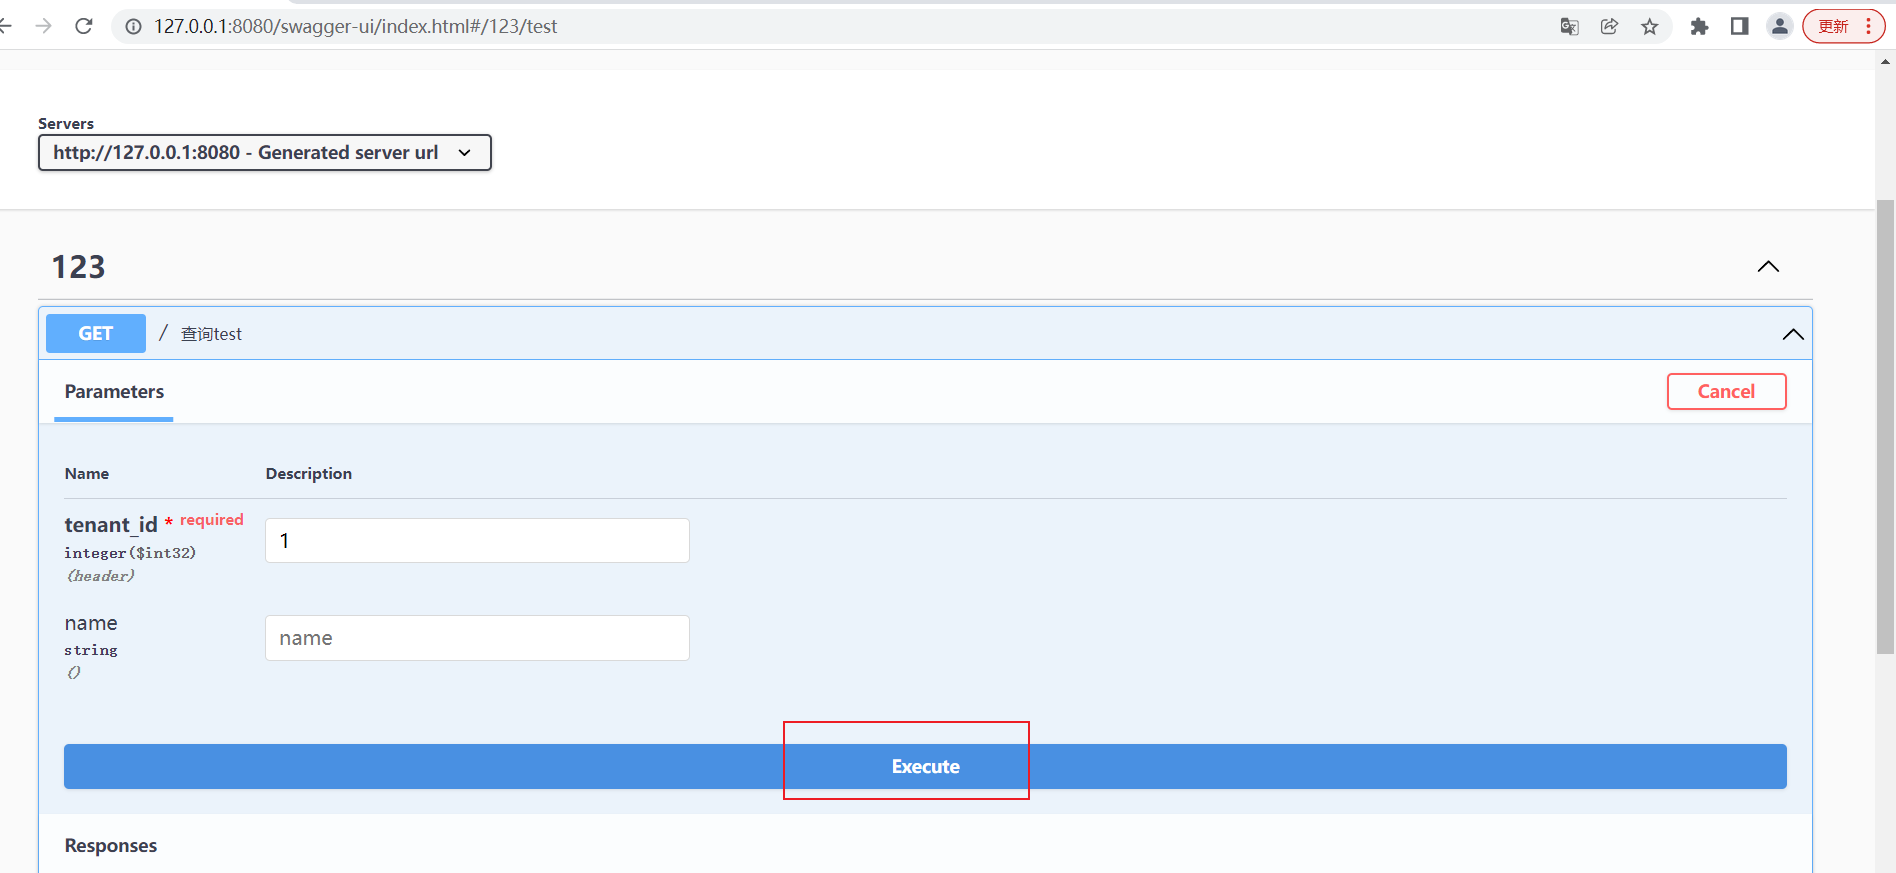 127.0.0.1:8080/swagger-ui/index.html#/123/test
更新
Servers
http://127.0.0.1:8080 - Generated server url
123
GET / 查询test
Parameters
Cancel
Name Description
tenant_id * required
1
integer($int32)
(header)
name
name
string
()
Execute
Responses